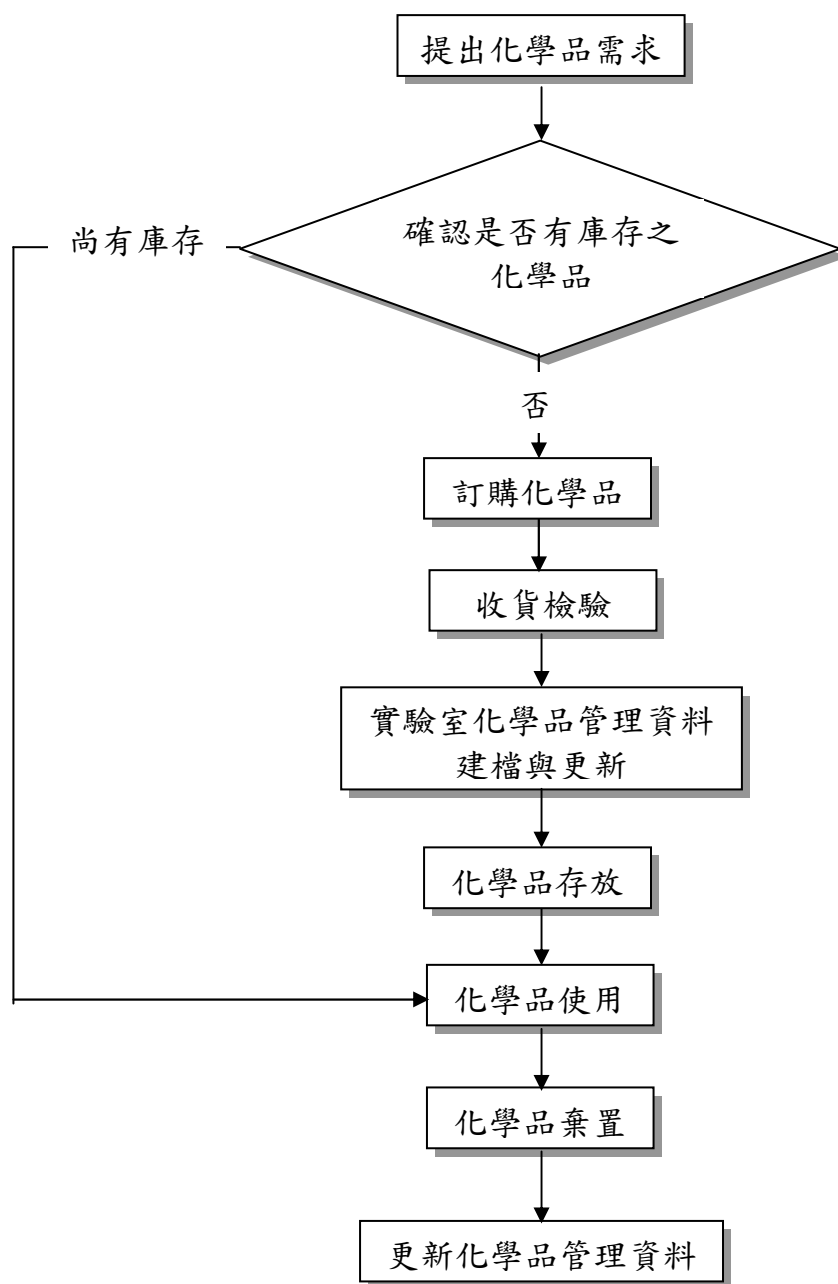 提出化學品需求
確認是否有庫存之
化學品
尚有庫存
否
訂購化學品
收貨檢驗
實驗室化學品管理資料
建檔與更新
化學品存放
化學品使用
化學品棄置
更新化學品管理資料